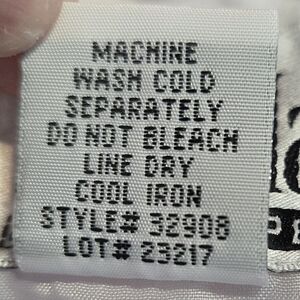 MACHINE
WASH COLD
SEPARATELY
DO NOT BLEACH
LINE DRY
COOL IRON
STYLE# 32908
LOT# 23217